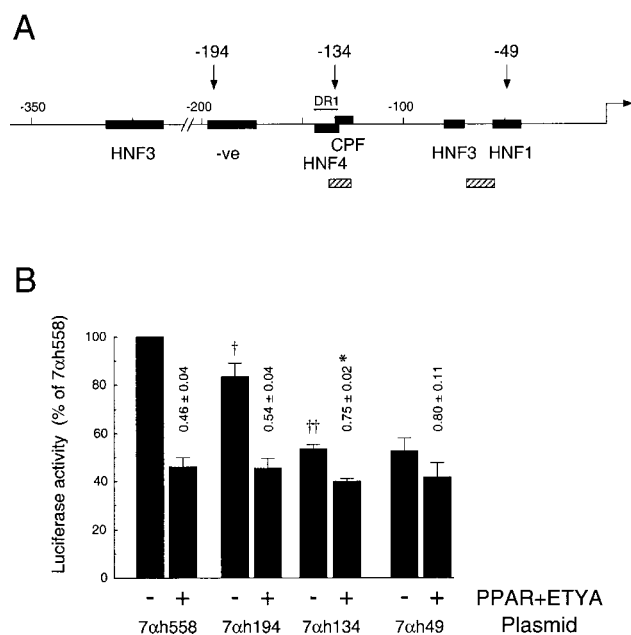 A
-194 -134 -49
-350 -200 DR1 -100
HNF3 -ve HNF4 CPF HNF3 HNF1
B
Luciferase activity (% of 7αh558)
100
80
60
40
20
0
0.46 ± 0.04
†
0.54 ± 0.04
††
0.75 ± 0.02 *
0.80 ± 0.11
- + - + - + - + PPAR+ETYA
7αh558 7αh194 7αh134 7αh49 Plasmid